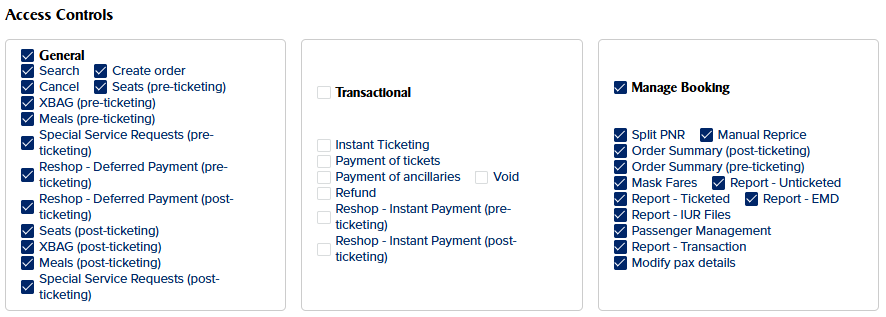 Access Controls
General
Search Create order
Cancel Seats (pre-ticketing)
XBAG (pre-ticketing)
Meals (pre-ticketing)
Special Service Requests (pre-
ticketing)
Reshop - Deferred Payment (pre-
ticketing)
Reshop - Deferred Payment (post-
ticketing)
Seats (post-ticketing)
XBAG (post-ticketing)
Meals (post-ticketing)
Special Service Requests (post-
ticketing)
Transactional
Instant Ticketing
Payment of tickets
Payment of ancillaries Void
Refund
Reshop - Instant Payment (pre-
ticketing)
Reshop - Instant Payment (post-
ticketing)
Manage Booking
Split PNR Manual Reprice
Order Summary (post-ticketing)
Order Summary (pre-ticketing)
Mask Fares Report - Unticketed
Report - Ticketed Report - EMD
Report - IUR Files
Passenger Management
Report - Transaction
Modify pax details